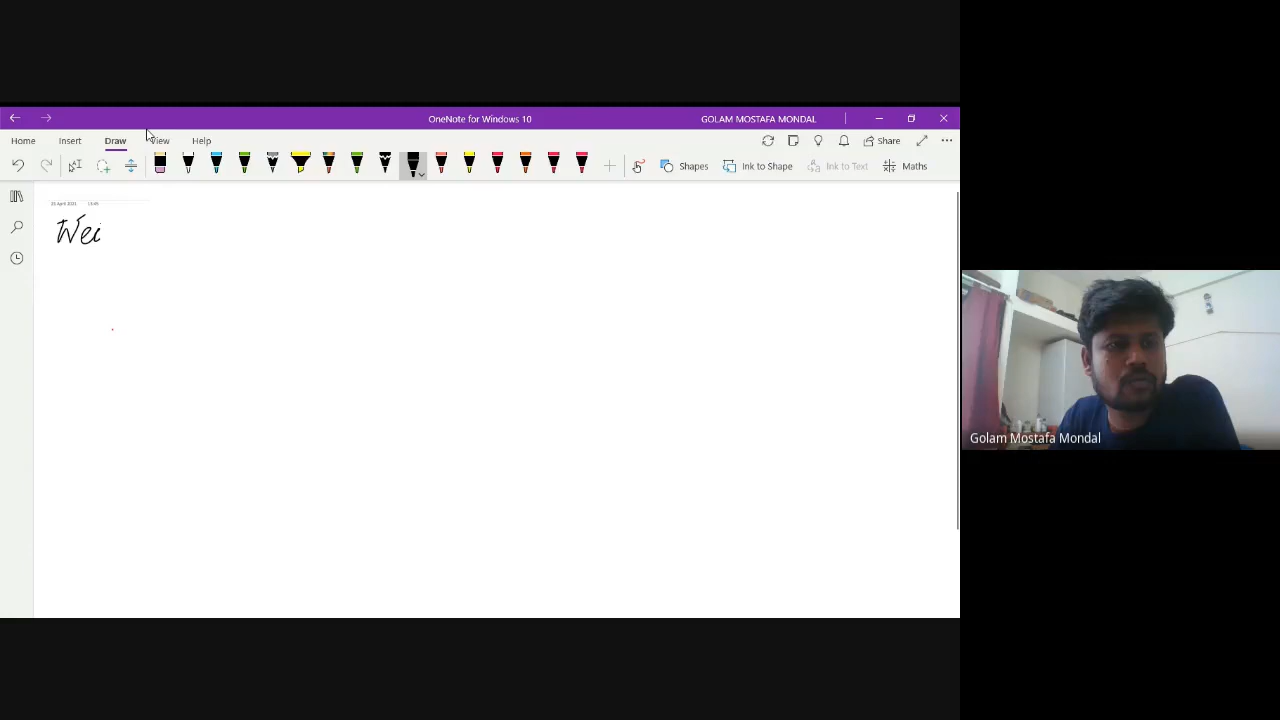 OneNote for Windows 10
GOLAM MOSTAFA MONDAL
Home Insert Draw View Help
Share
Shapes Ink to Shape Ink to Text Maths
Wei
Golam Mostafa Mondal